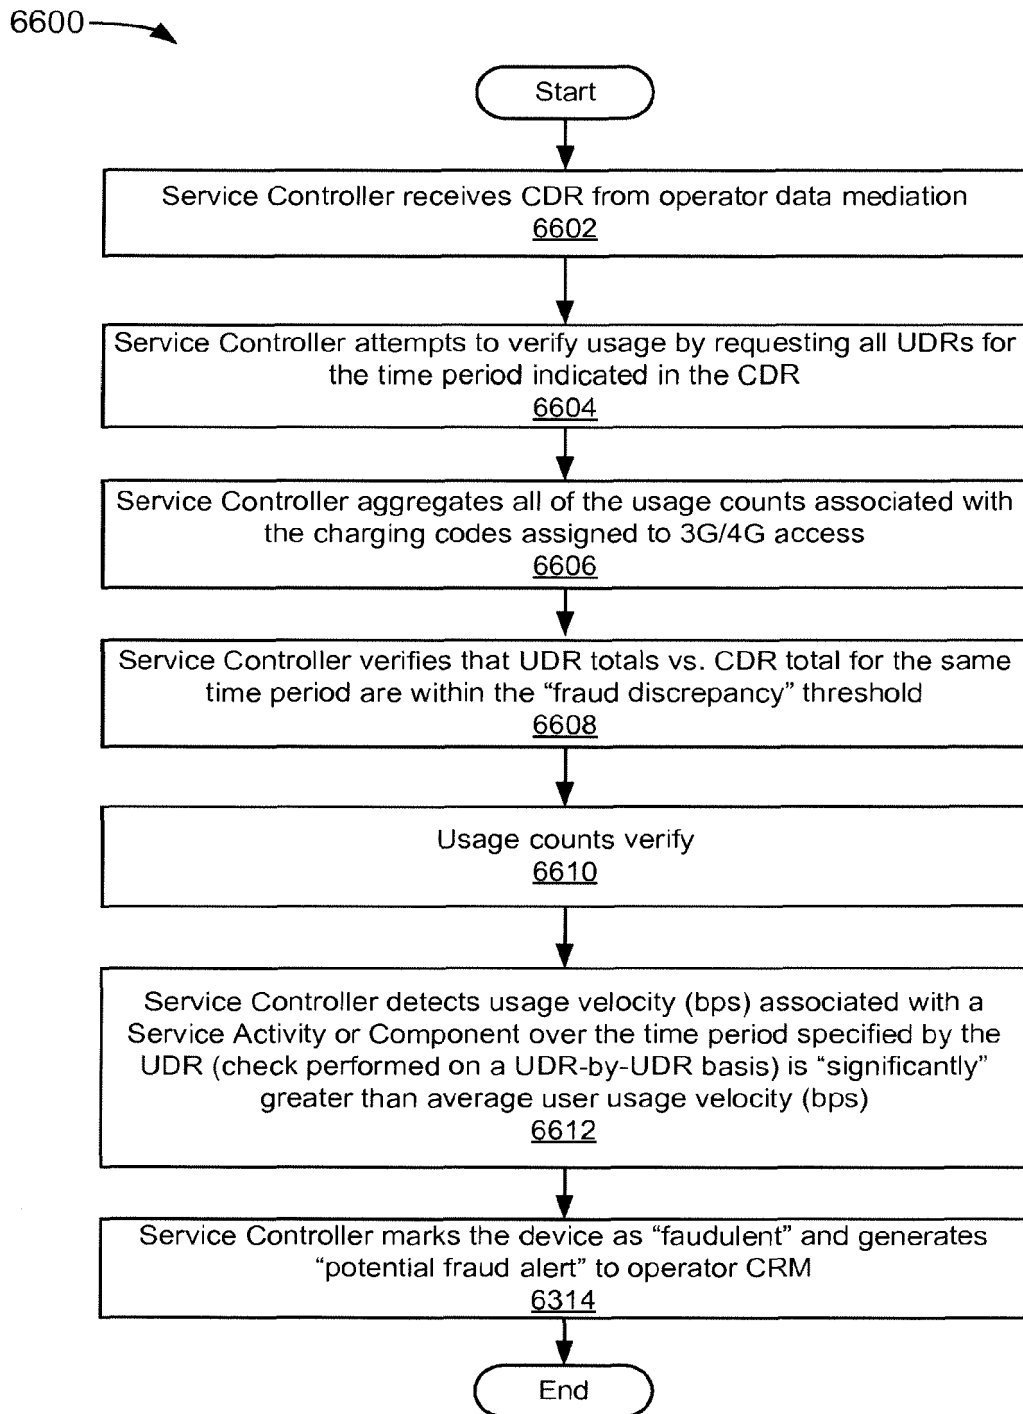 6600
Start
Service Controller receives CDR from operator data mediation
6602
Service Controller attempts to verify usage by requesting all UDRs for
the time period indicated in the CDR
6604
Service Controller aggregates all of the usage counts associated with
the charging codes assigned to 3G/4G access
6606
Service Controller verifies that UDR totals vs. CDR total for the same
time period are within the “fraud discrepancy” threshold
6608
Usage counts verify
6610
Service Controller detects usage velocity (bps) associated with a
Service Activity or Component over the time period specified by the
UDR (check performed on a UDR-by-UDR basis) is “significantly”
greater than average user usage velocity (bps)
6612
Service Controller marks the device as “faudulent” and generates
“potential fraud alert” to operator CRM
6314
End